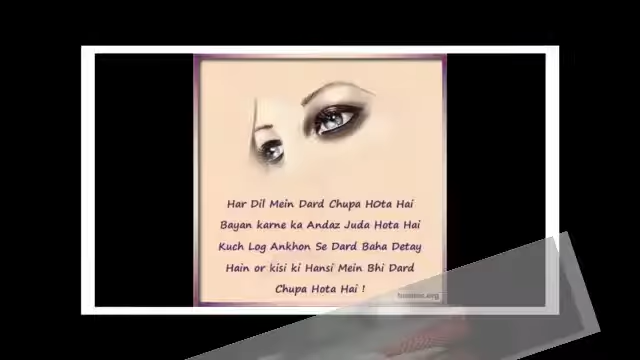 Har Dil Mein Dard Chupa HOta Hai
Bayan karne ka Andaz Juda Hota Hai
Kuch Log Ankhon Se Dard Baha Detay
Hain or kisi ki Hansi Mein Bhi Dard
Chupa Hota Hai !